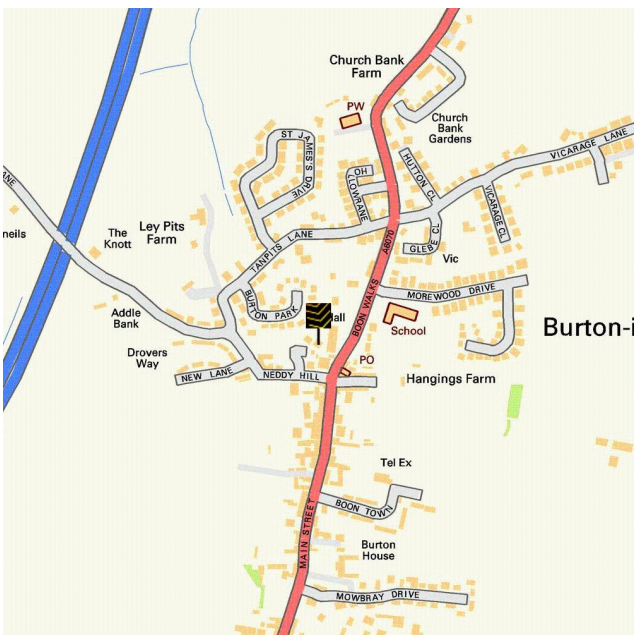 Church Bank
Farm
PW
Church
Bank
Gardens
ST JAMES'S DRIVE
HUTTON CL
VICARAGE LANE
HOLLOWRANE
VICARAGE CL
neils
The
Knott
Ley Pits
Farm
TANPITS LANE
A6070
GLEBE CL
Vic
BURTON PARK
MOREWOOD DRIVE
Addle
Bank
all
BOON WALKS
School
Burton-i
Drovers
Way
PO
NEW LANE
NEDDY HILL
Hangings Farm
Tel Ex
BOON TOWN
MAIN STREET
Burton
House
MOWBRAY DRIVE